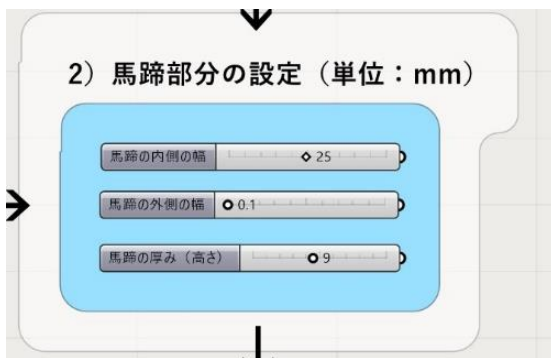 2）馬蹄部分の設定（単位：mm）
馬蹄の内側の幅 25
馬蹄の外側の幅 0.1
馬蹄の厚み（高さ） 9